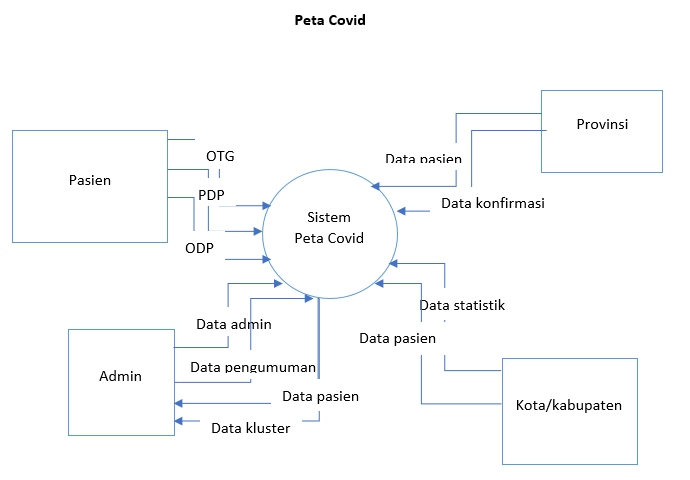 Peta Covid
Provinsi
Pasien
OTG
Data pasien
PDP
Data konfirmasi
Sistem
Peta Covid
ODP
Data statistik
Data admin
Data pasien
Data pengumuman
Admin
Data pasien
Kota/kabupaten
Data kluster